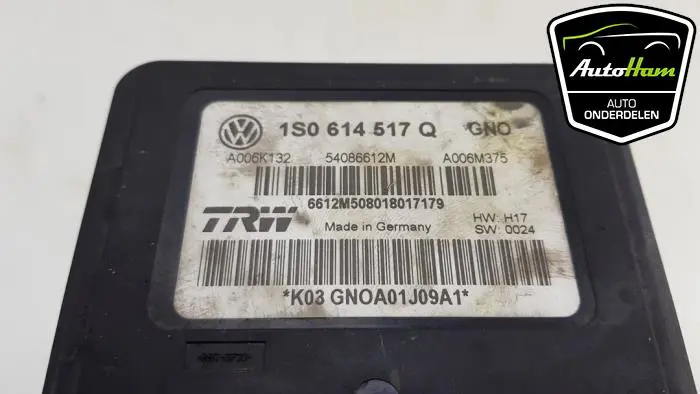 1S0 614 517 Q GNO
A006K132 54086612M A006M375
6612M508018017179
TRW Made in Germany HW: H17
SW: 0024
*K03 GNOA01J09A1*
AutoHam
AUTO
ONDERDELEN